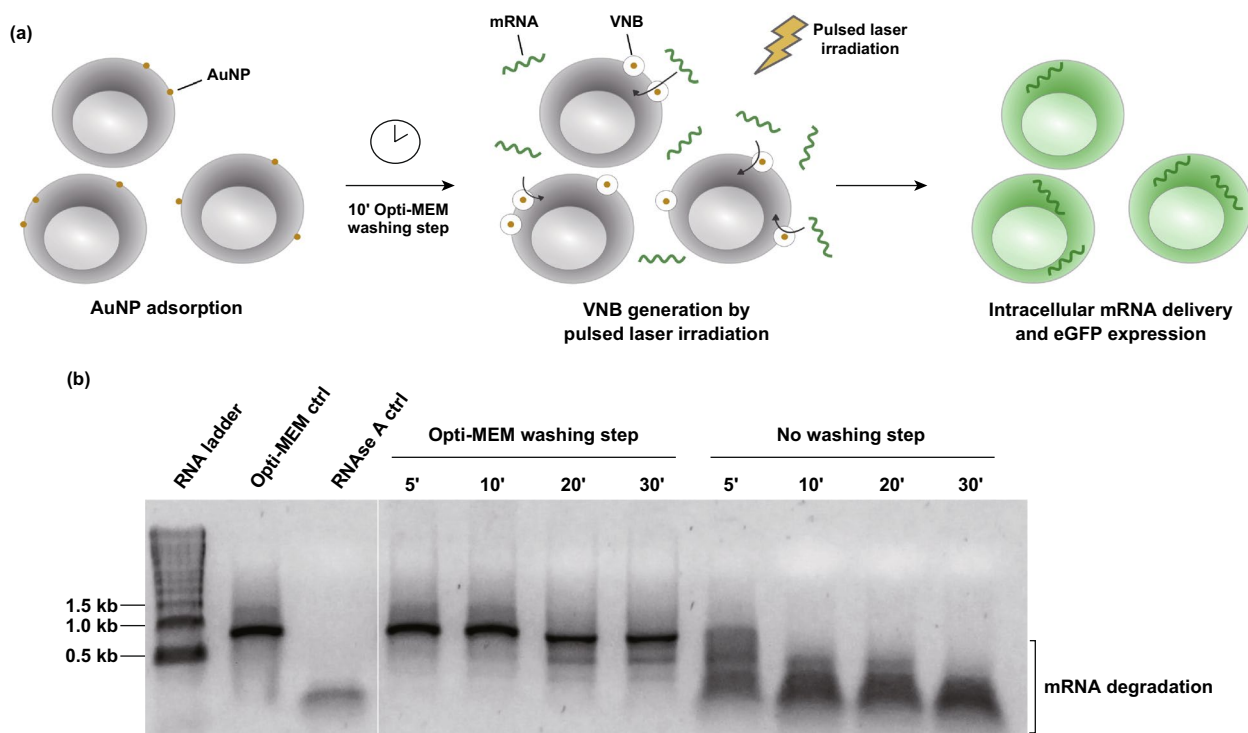 (a)
AuNP
AuNP adsorption
10' Opti-MEM
washing step
mRNA
VNB
Pulsed laser
irradiation
VNB generation by
pulsed laser irradiation
Intracellular mRNA delivery
and eGFP expression
(b)
RNA ladder
Opti-MEM ctrl
RNAse A ctrl
Opti-MEM washing step
No washing step
5' 10' 20' 30' 5' 10' 20' 30'
1.5 kb
1.0 kb
0.5 kb
mRNA degradation